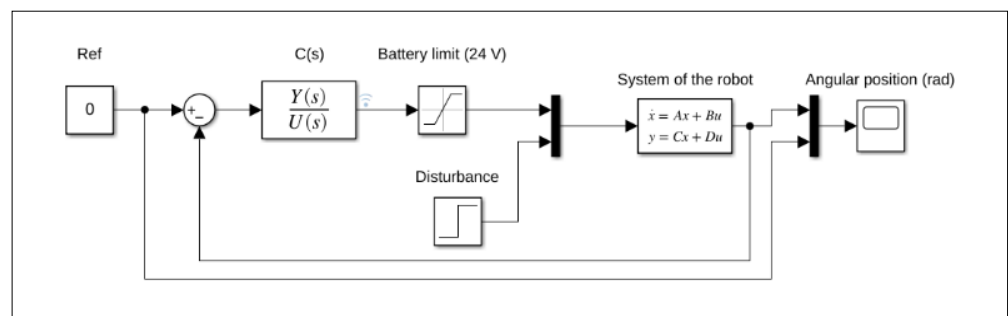 Ref
C(s)
Battery limit (24 V)
System of the robot
Angular position (rad)
0
+
−
Y(s)
U(s)
ẋ = Ax + Bu
y = Cx + Du
Disturbance